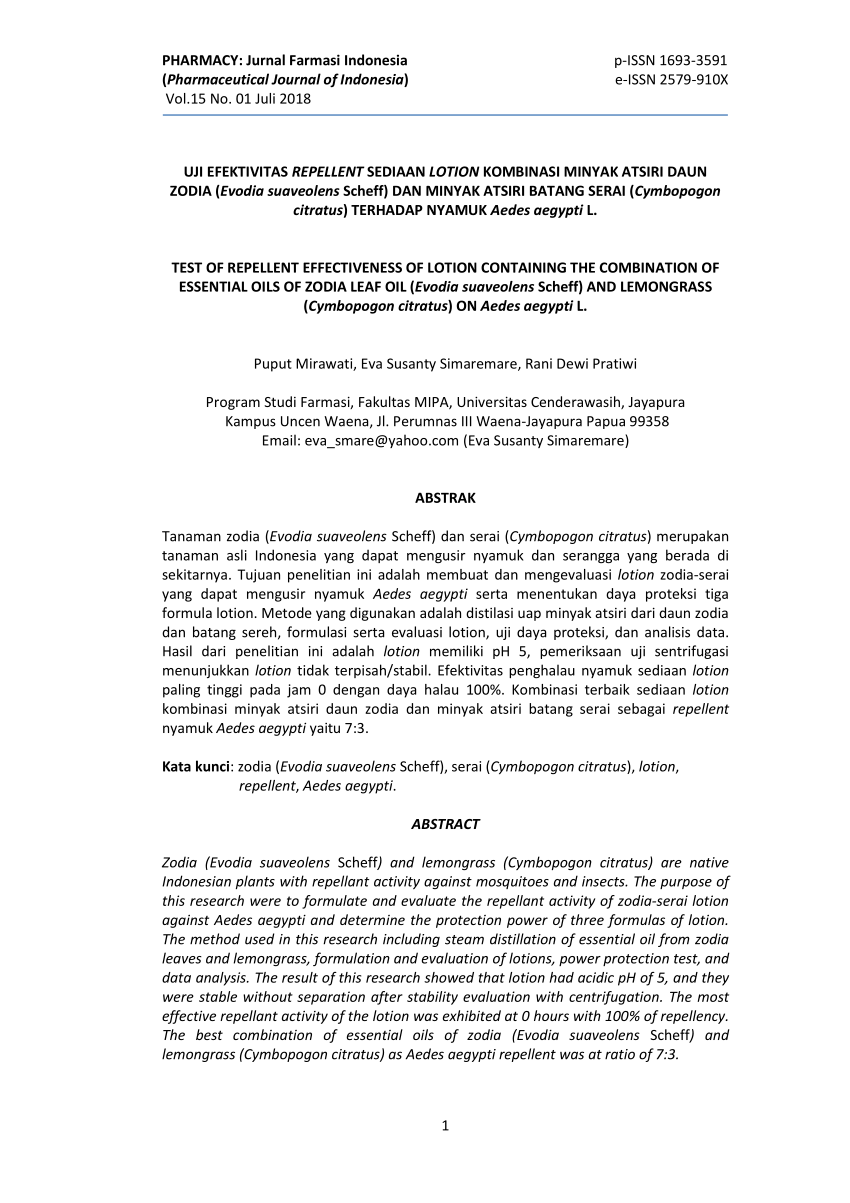 PHARMACY: Jurnal Farmasi Indonesia p-ISSN 1693-3591
(Pharmaceutical Journal of Indonesia) e-ISSN 2579-910X
Vol.15 No. 01 Juli 2018
UJI EFEKTIVITAS REPELLENT SEDIAAN LOTION KOMBINASI MINYAK ATSIRI DAUN
ZODIA (Evodia suaveolens Scheff) DAN MINYAK ATSIRI BATANG SERAI (Cymbopogon
citratus) TERHADAP NYAMUK Aedes aegypti L.
TEST OF REPELLENT EFFECTIVENESS OF LOTION CONTAINING THE COMBINATION OF
ESSENTIAL OILS OF ZODIA LEAF OIL (Evodia suaveolens Scheff) AND LEMONGRASS
(Cymbopogon citratus) ON Aedes aegypti L.
Puput Mirawati, Eva Susanty Simaremare, Rani Dewi Pratiwi
Program Studi Farmasi, Fakultas MIPA, Universitas Cenderawasih, Jayapura
Kampus Uncen Waena, Jl. Perumnas III Waena-Jayapura Papua 99358
Email: eva_smare@yahoo.com (Eva Susanty Simaremare)
ABSTRAK
Tanaman zodia (Evodia suaveolens Scheff) dan serai (Cymbopogon citratus) merupakan
tanaman asli Indonesia yang dapat mengusir nyamuk dan serangga yang berada di
sekitarnya. Tujuan penelitian ini adalah membuat dan mengevaluasi lotion zodia-serai
yang dapat mengusir nyamuk Aedes aegypti serta menentukan daya proteksi tiga
formula lotion. Metode yang digunakan adalah distilasi uap minyak atsiri dari daun zodia
dan batang sereh, formulasi serta evaluasi lotion, uji daya proteksi, dan analisis data.
Hasil dari penelitian ini adalah lotion memiliki pH 5, pemeriksaan uji sentrifugasi
menunjukkan lotion tidak terpisah/stabil. Efektivitas penghalau nyamuk sediaan lotion
paling tinggi pada jam 0 dengan daya halau 100%. Kombinasi terbaik sediaan lotion
kombinasi minyak atsiri daun zodia dan minyak atsiri batang serai sebagai repellent
nyamuk Aedes aegypti yaitu 7:3.
Kata kunci: zodia (Evodia suaveolens Scheff), serai (Cymbopogon citratus), lotion,
repellent, Aedes aegypti.
ABSTRACT
Zodia (Evodia suaveolens Scheff) and lemongrass (Cymbopogon citratus) are native
Indonesian plants with repellant activity against mosquitoes and insects. The purpose of
this research were to formulate and evaluate the repellant activity of zodia-serai lotion
against Aedes aegypti and determine the protection power of three formulas of lotion.
The method used in this research including steam distillation of essential oil from zodia
leaves and lemongrass, formulation and evaluation of lotions, power protection test, and
data analysis. The result of this research showed that lotion had acidic pH of 5, and they
were stable without separation after stability evaluation with centrifugation. The most
effective repellant activity of the lotion was exhibited at 0 hours with 100% of repellency.
The best combination of essential oils of zodia (Evodia suaveolens Scheff) and
lemongrass (Cymbopogon citratus) as Aedes aegypti repellent was at ratio of 7:3.
1